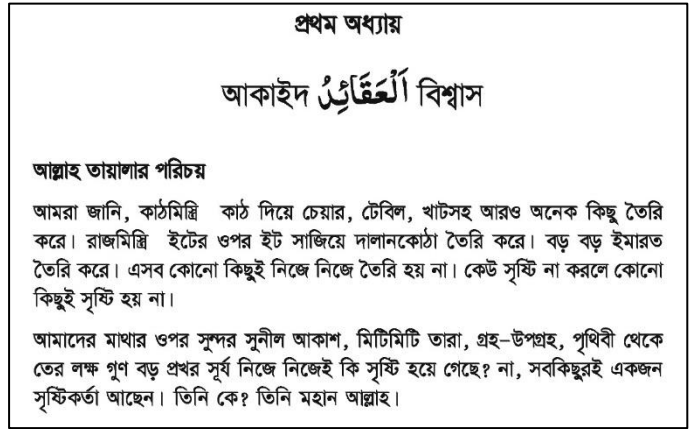 প্রথম অধ্যায়
আকাইদ اَلْعَقَائِدُ বিশ্বাস
আল্লাহ তায়ালার পরিচয়
আমরা জানি, কাঠমিস্ত্রি কাঠ দিয়ে চেয়ার, টেবিল, খাটসহ আরও অনেক কিছু তৈরি
করে। রাজমিস্ত্রি ইটের ওপর ইট সাজিয়ে দালানকোঠা তৈরি করে। বড় বড় ইমারত
তৈরি করে। এসব কোনো কিছুই নিজে নিজে তৈরি হয় না। কেউ সৃষ্টি না করলে কোনো
কিছুই সৃষ্টি হয় না।
আমাদের মাথার ওপর সুন্দর সুনীল আকাশ, মিটিমিটি তারা, গ্রহ-উপগ্রহ, পৃথিবী থেকে
তের লক্ষ গুণ বড় প্রখর সূর্য নিজে নিজেই কি সৃষ্টি হয়ে গেছে? না, সবকিছুরই একজন
সৃষ্টিকর্তা আছেন। তিনি কে? তিনি মহান আল্লাহ।